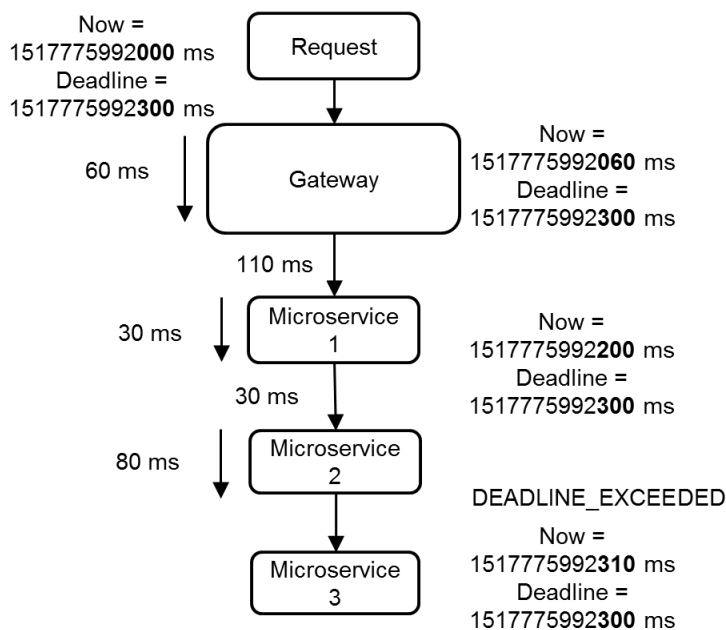 Now =
1517775992000 ms
Deadline =
1517775992300 ms
Request
60 ms
Gateway
Now =
1517775992060 ms
Deadline =
1517775992300 ms
110 ms
30 ms
Microservice
1
Now =
1517775992200 ms
Deadline =
1517775992300 ms
30 ms
80 ms
Microservice
2
DEADLINE_EXCEEDED
Microservice
3
Now =
1517775992310 ms
Deadline =
1517775992300 ms